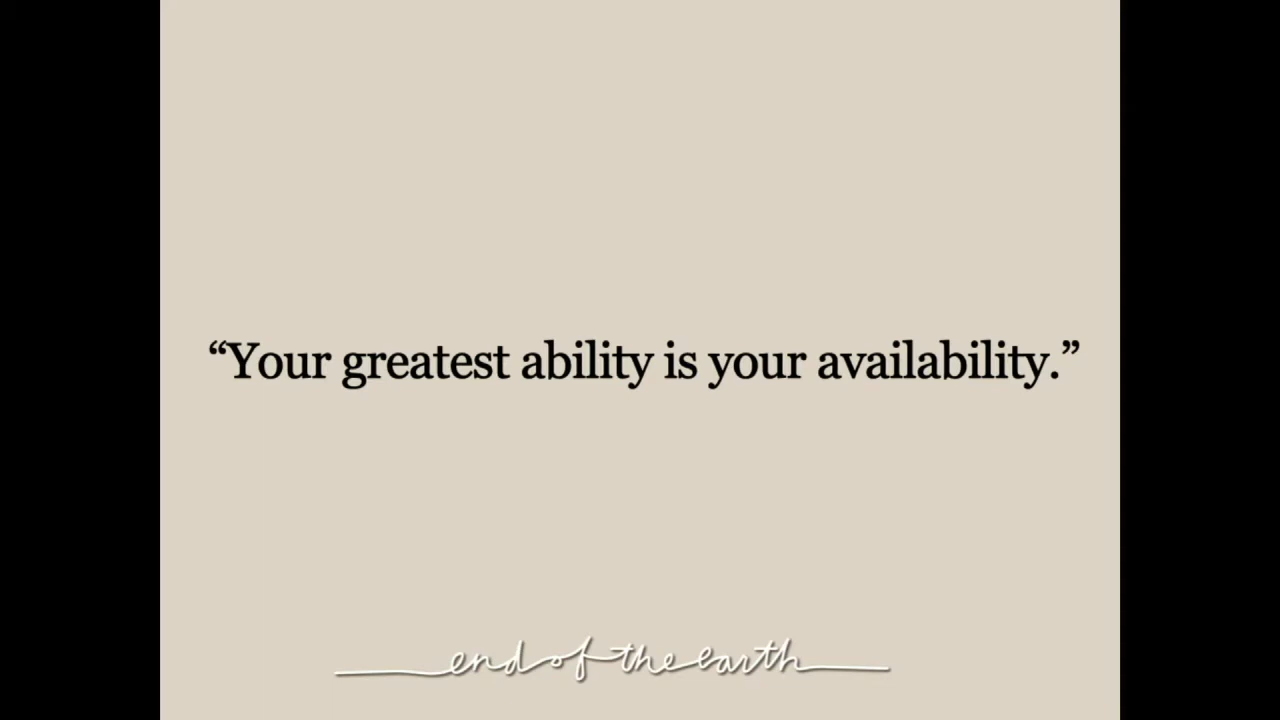 “Your greatest ability is your availability.”
end of the earth